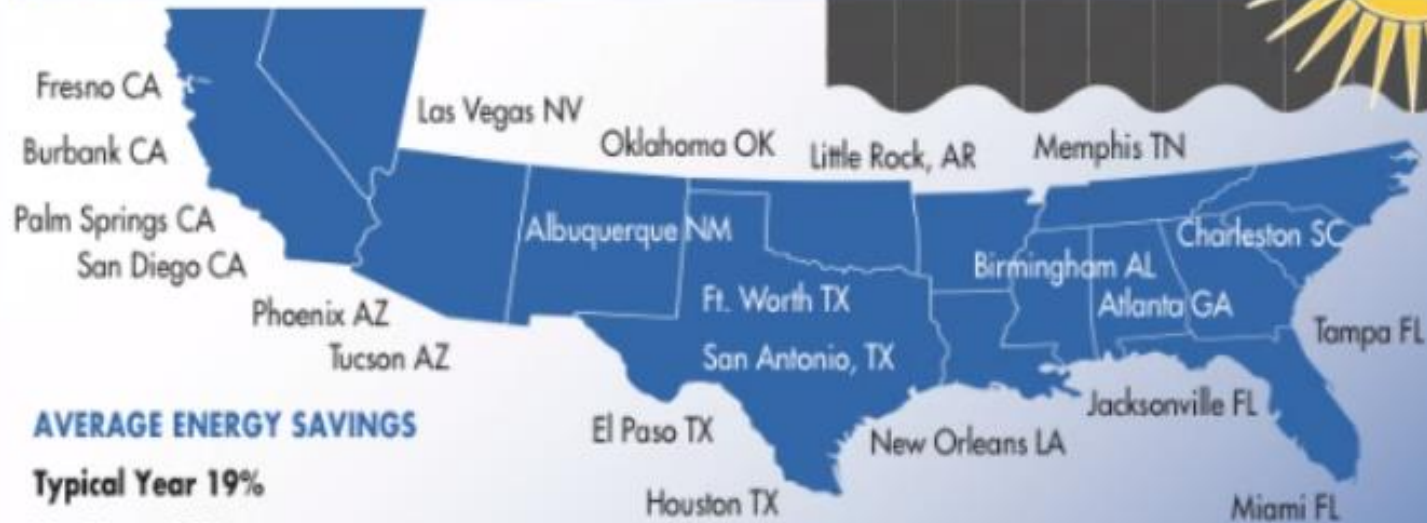 Fresno CA
Las Vegas NV
Burbank CA
Oklahoma OK
Little Rock, AR
Memphis TN
Palm Springs CA
Albuquerque NM
Charleston SC
San Diego CA
Birmingham AL
Phoenix AZ
Ft. Worth TX
Atlanta GA
Tucson AZ
San Antonio, TX
Tampa FL
AVERAGE ENERGY SAVINGS
El Paso TX
New Orleans LA
Jacksonville FL
Typical Year 19%
Houston TX
Miami FL